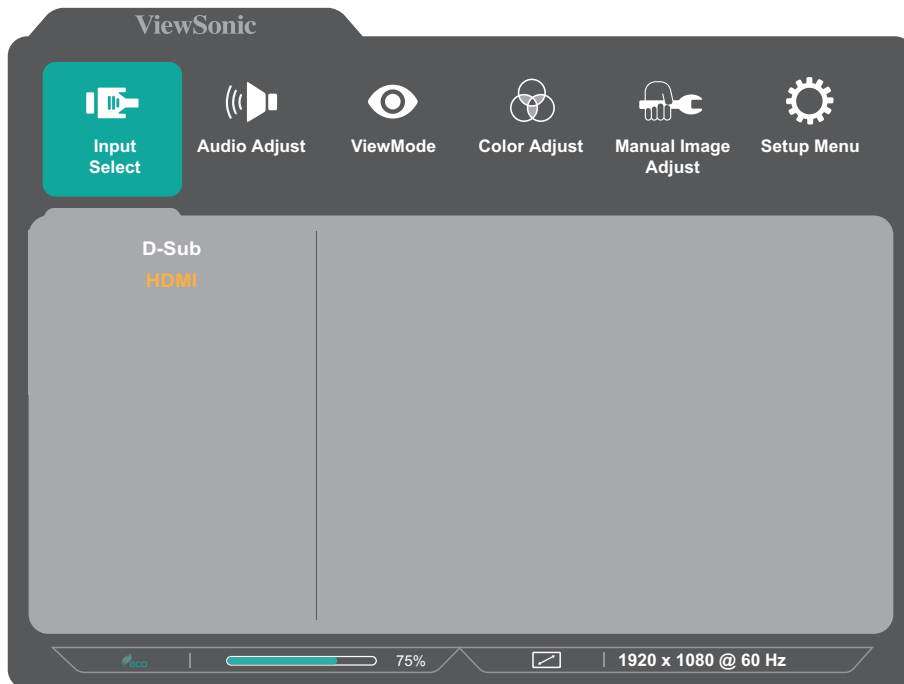 ViewSonic
Input Select
Audio Adjust
ViewMode
Color Adjust
Manual Image Adjust
Setup Menu
D-Sub
HDMI
eco
75%
1920 x 1080 @ 60 Hz